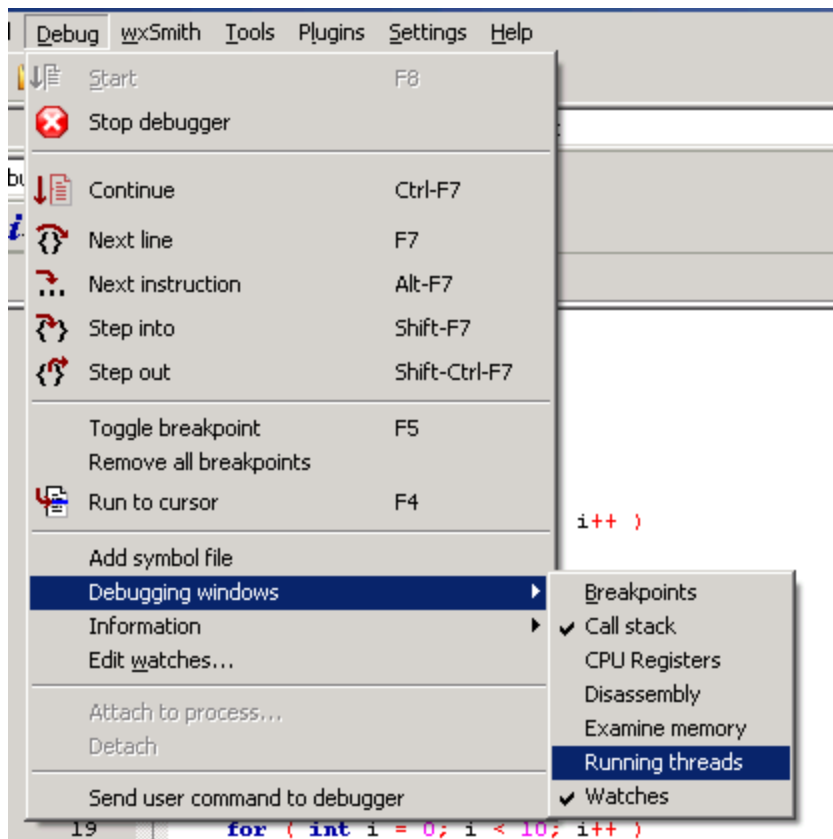 Debug wxSmith Tools Plugins Settings Help
Start F8
Stop debugger
Continue Ctrl-F7
Next line F7
Next instruction Alt-F7
Step into Shift-F7
Step out Shift-Ctrl-F7
Toggle breakpoint F5
Remove all breakpoints
Run to cursor F4
i++ )
Add symbol file
Debugging windows
Breakpoints
Information
Call stack
Edit watches...
CPU Registers
Disassembly
Attach to process...
Examine memory
Detach
Running threads
Send user command to debugger
Watches
19 for ( int i = 0; i < 10; i++ )